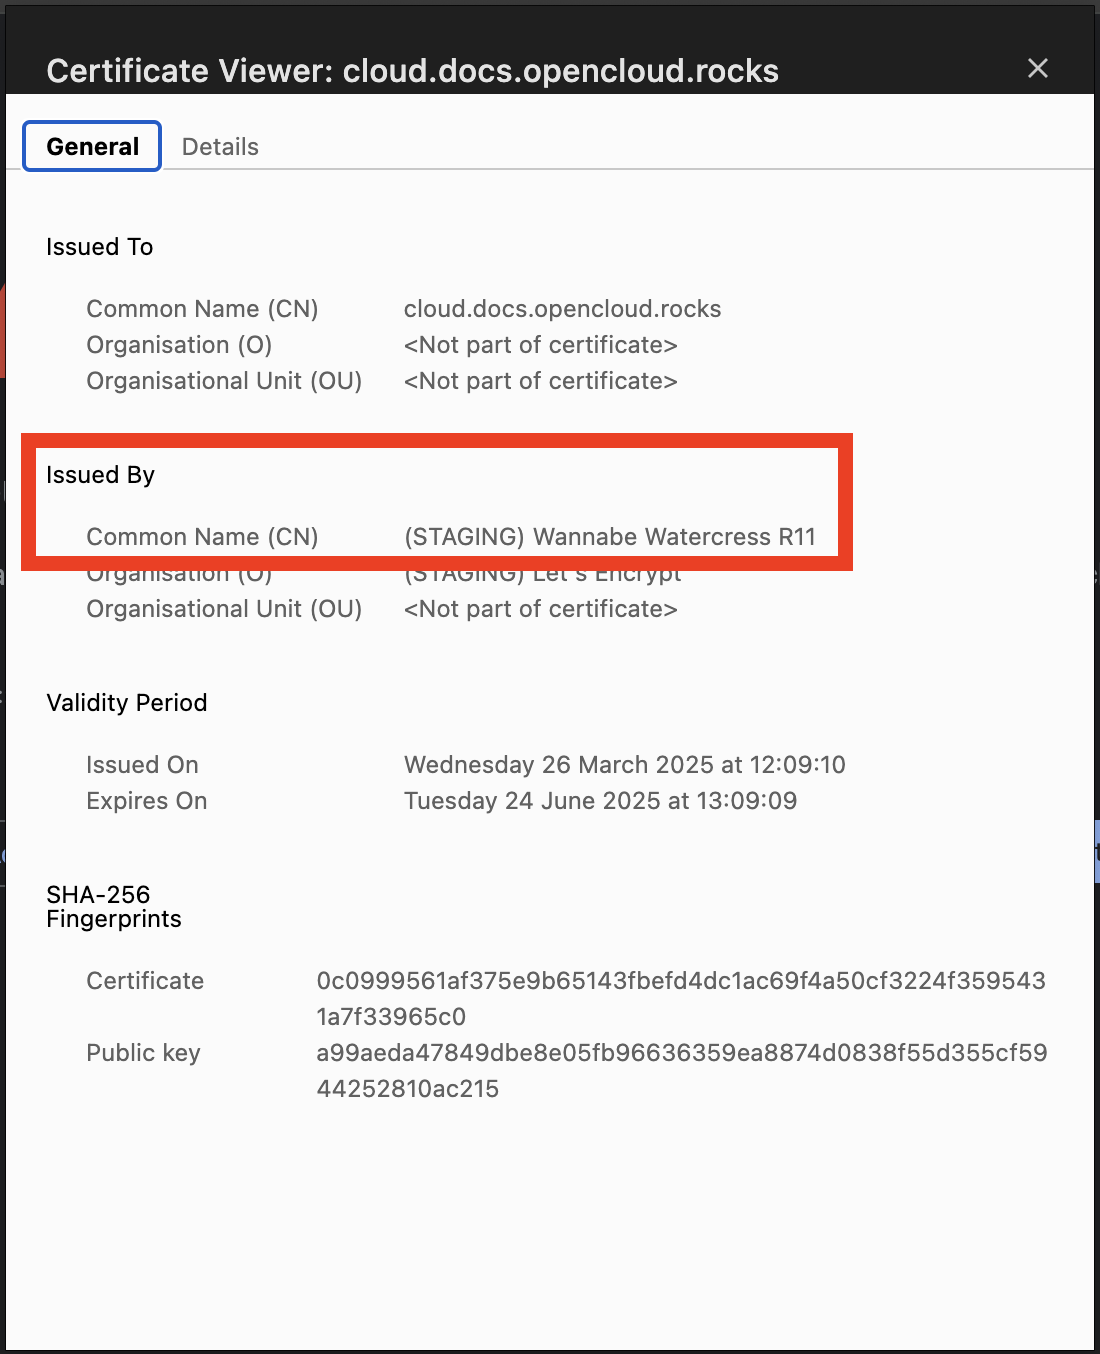 Certificate Viewer: cloud.docs.opencloud.rocks
General Details
Issued To
Common Name (CN) cloud.docs.opencloud.rocks
Organisation (O) <Not part of certificate>
Organisational Unit (OU) <Not part of certificate>
Issued By
Common Name (CN) (STAGING) Wannabe Watercress R11
Organisation (O) (STAGING) Let's Encrypt
Organisational Unit (OU) <Not part of certificate>
Validity Period
Issued On Wednesday 26 March 2025 at 12:09:10
Expires On Tuesday 24 June 2025 at 13:09:09
SHA-256
Fingerprints
Certificate 0c0999561af375e9b65143fbefd4dc1ac69f4a50cf3224f359543
1a7f33965c0
Public key a99aeda47849dbe8e05fb96636359ea8874d0838f55d355cf59
44252810ac215